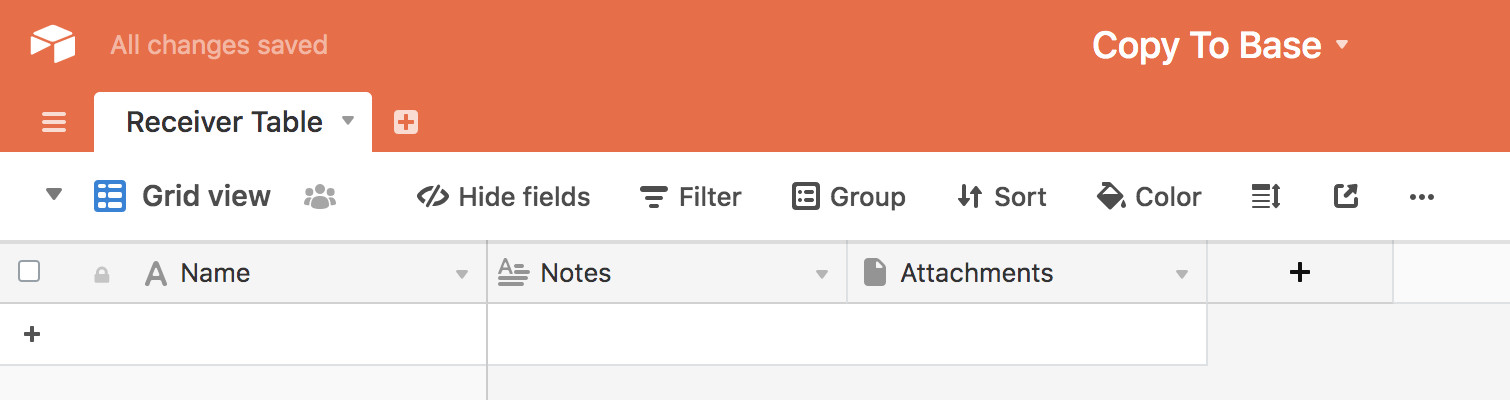 All changes saved
Copy To Base
Receiver Table
Grid view Hide fields Filter Group Sort Color
Name Notes Attachments